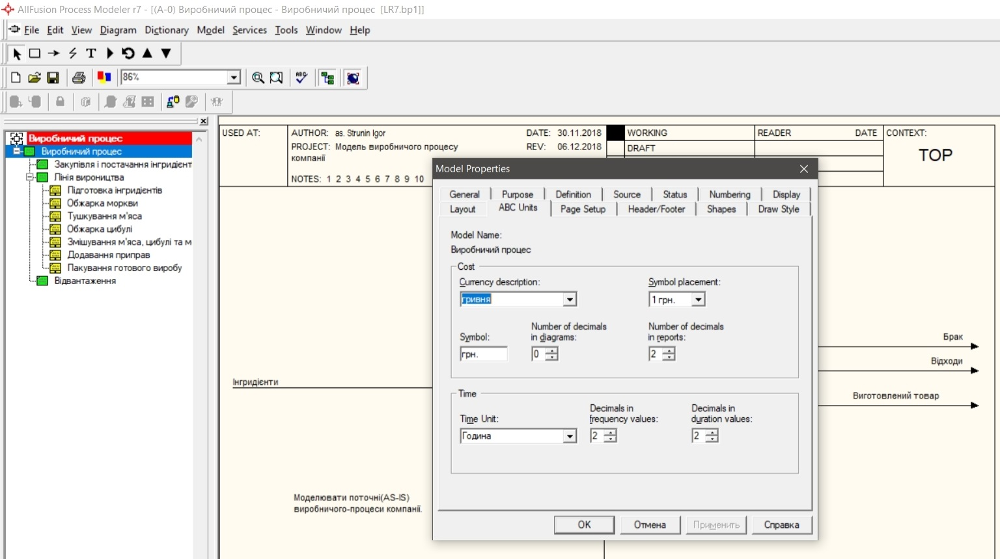 AllFusion Process Modeler r7 - [(A-0) Виробничий процес - Виробничий процес [LR7.bp1]]
File Edit View Diagram Dictionary Model Services Tools Window Help
T
86%
ABC
Виробничий процес
Виробничий процес
Закупівля і постачання інгридієнт
Лінія вироництва
Підготовка інгридієнтів
Обжарка моркви
Тушкування м'яса
Обжарка цибулі
Змішування м'яса, цибулі та м
Додавання приправ
Пакування готового виробу
Відвантаження
USED AT:
AUTHOR: as. Strunin Igor
DATE: 30.11.2018
PROJECT: Модель виробничого процесу
компанії
REV: 06.12.2018
NOTES: 1 2 3 4 5 6 7 8 9 10
WORKING
DRAFT
READER DATE
CONTEXT:
TOP
Інгридієнти
Моделювати поточні(AS-IS)
виробничого-процеси компанії.
Брак
Відходи
Виготовлений товар
Model Properties
General Purpose Definition Source Status Numbering Display
Layout ABC Units Page Setup Header/Footer Shapes Draw Style
Model Name:
Виробничий процес
Cost
Currency description:
гривня
Symbol placement:
1 грн.
Symbol:
грн.
Number of decimals
in diagrams:
0
Number of decimals
in reports:
2
Time
Time Unit:
Година
Decimals in
frequency values:
2
Decimals in
duration values:
2
OK Отмена Применить Справка